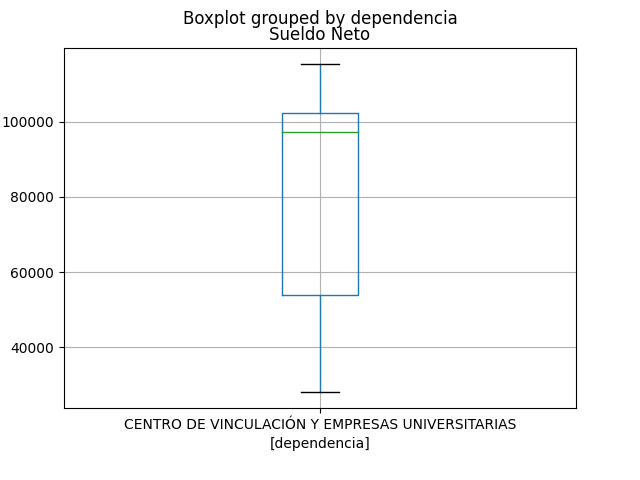 Boxplot grouped by dependencia
Sueldo Neto
100000
80000
60000
40000
CENTRO DE VINCULACIÓN Y EMPRESAS UNIVERSITARIAS
[dependencia]